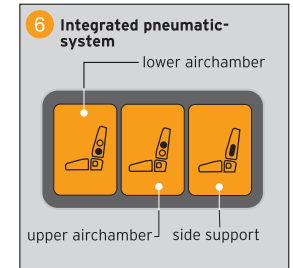 6 Integrated pneumatic-
system
lower airchamber
upper airchamber
side support